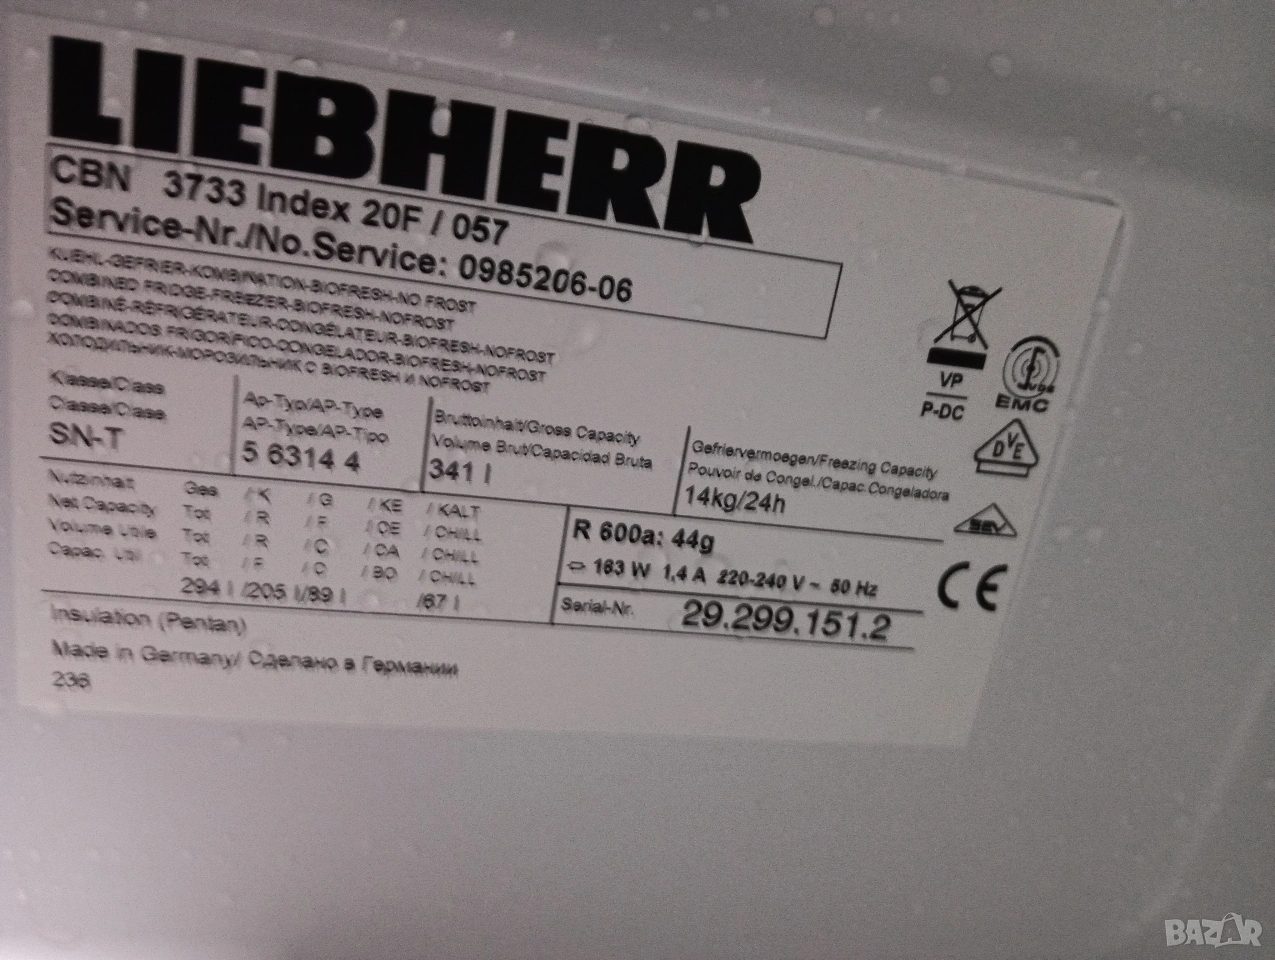 LIEBHERR
CBN 3733 Index 20F / 057
Service-Nr./No.Service: 0985206-06
KUEHL-GEFRIER-KOMBINATION-BIOFRESH-NO FROST
COMBINED FRIDGE-FREEZER-BIOFRESH-NOFROST
COMBINÉ-RÉFRIGÉRATEUR-CONGÉLATEUR-BIOFRESH-NOFROST
COMBINADOS FRIGORIFICO-CONGELADOR-BIOFRESH-NOFROST
ХОЛОДИЛЬНИК-МОРОЗИЛЬНИК С BIOFRESH И NOFROST
Klasse/Class
Classe/Clase
SN-T
Ap-Typ/AP-Type
AP-Type/AP-Tipo
5 6314 4
Bruttoinhalt/Gross Capacity
Volume Brut/Capacidad Bruta
341 l
Gefriervermoegen/Freezing Capacity
Pouvoir de Congel./Capac.Congeladora
14kg/24h
Nutzinhalt Ges / K / G / KE / KALT
Net Capacity Tot / R / F / CE / CHILL
Volume Utile Tot / R / C / CA / CHILL
Capac. Util Tot / F / C / BO / CHILL
294 l /205 l/89 l /67 l
R 600a: 44g
163 W 1,4 A 220-240 V ~ 50 Hz
Serial-Nr. 29.299.151.2
Insulation (Pentan)
Made in Germany/ Сделано в Германии
236
VP
P-DC
EMC
DVE
SEV
CE
BAZAR